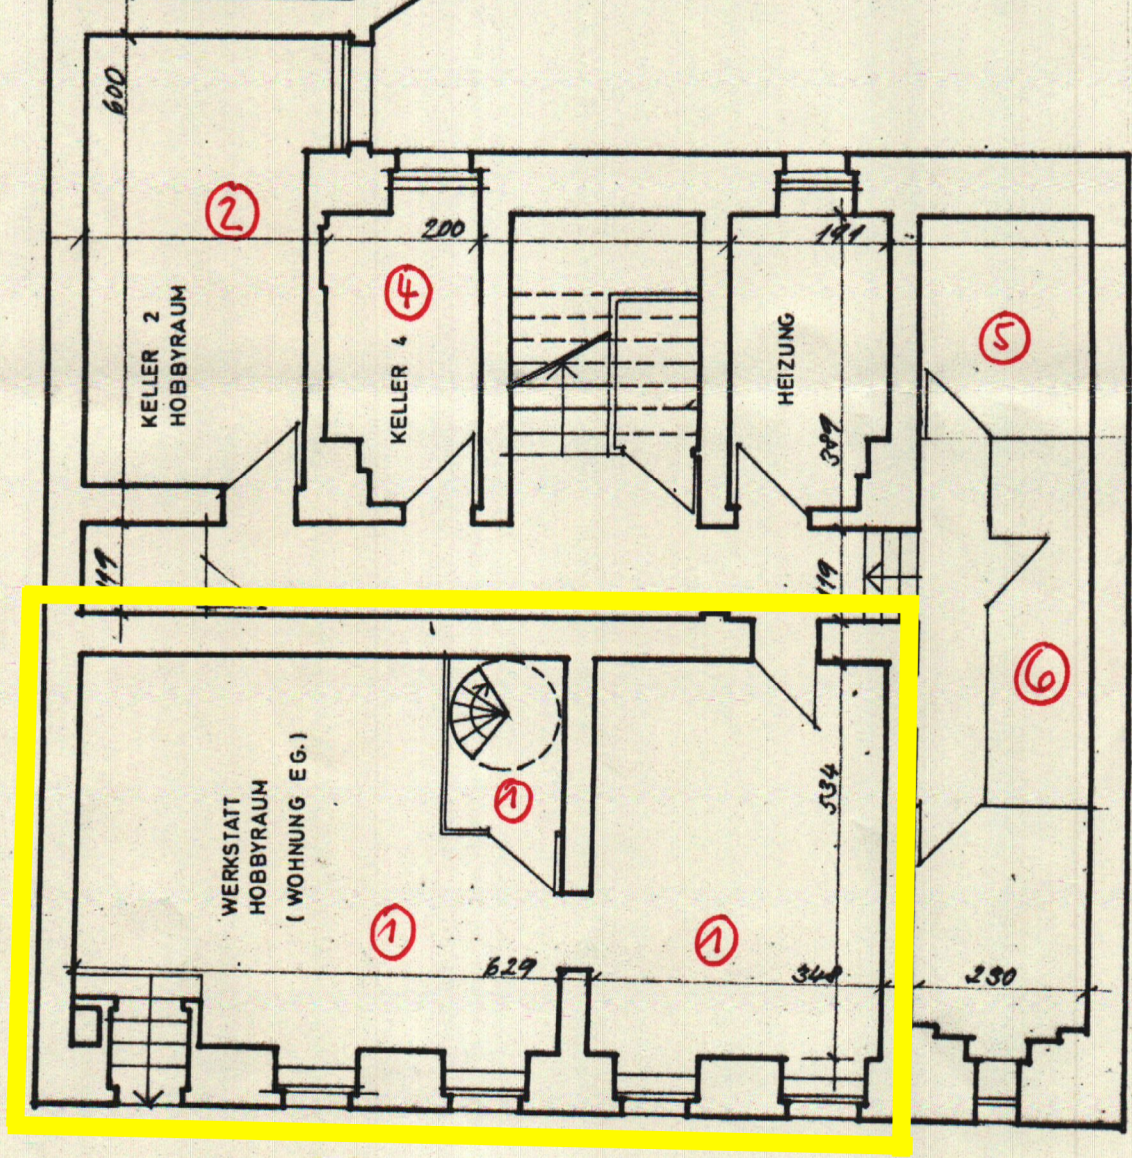 600
2
200
191
4
5
KELLER 2
HOBBYRAUM
KELLER 4
HEIZUNG
389
119
119
6
534
1
WERKSTATT
HOBBYRAUM
( WOHNUNG EG. )
1
1
629
348
230